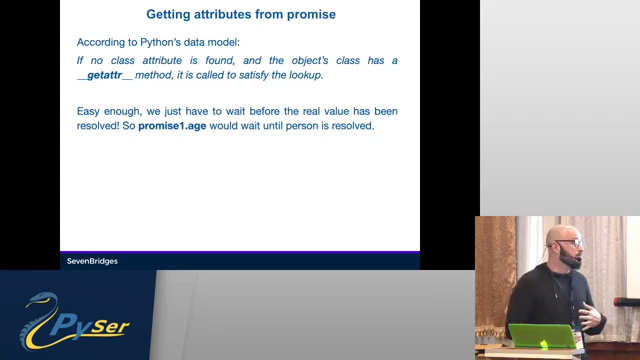 Getting attributes from promise
According to Python's data model:
If no class attribute is found, and the object's class has a
__getattr__ method, it is called to satisfy the lookup.
Easy enough, we just have to wait before the real value has been
resolved! So promise1.age would wait until person is resolved.
SevenBridges
PySer